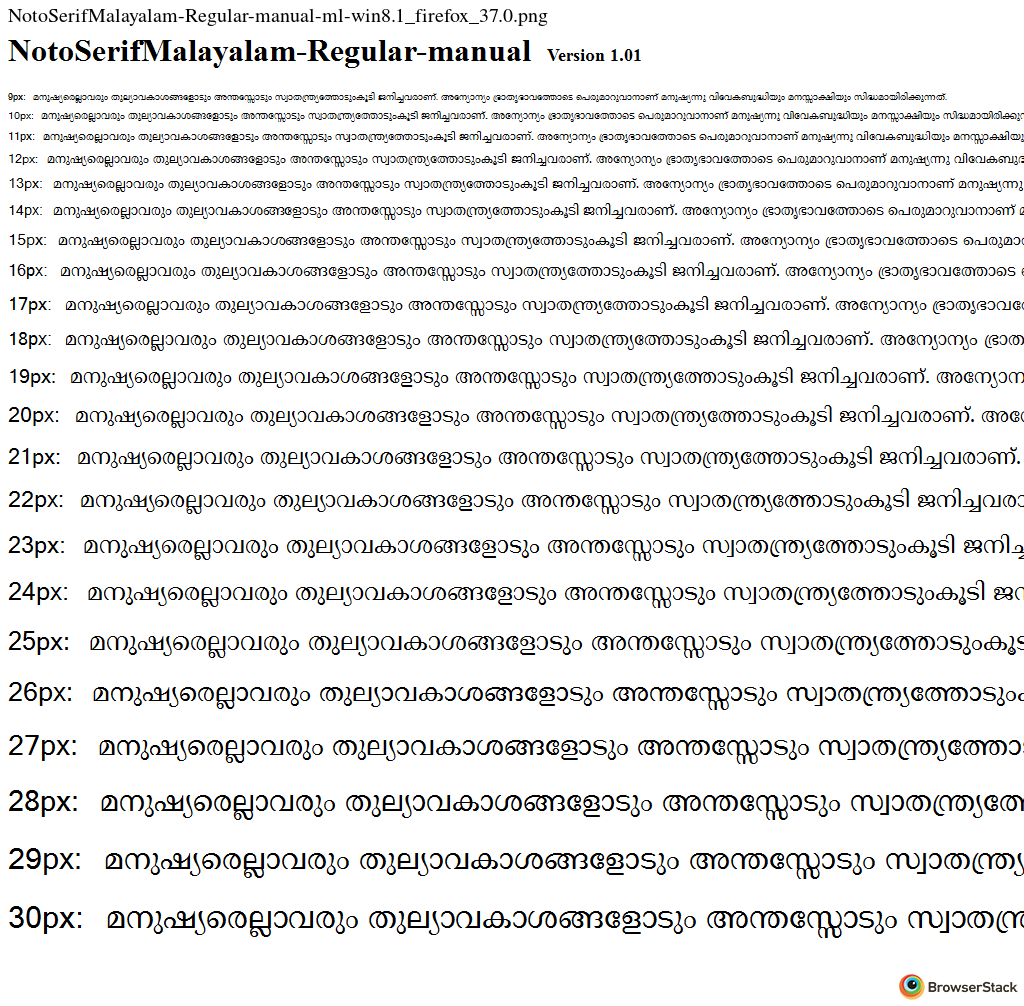 NotoSerifMalayalam-Regular-manual-ml-win8.1_firefox_37.0.png
NotoSerifMalayalam-Regular-manual Version 1.01
9px: മനുഷ്യരെല്ലാവരും തുല്യാവകാശങ്ങളോടും അന്തസ്സോടും സ്വാതന്ത്ര്യത്തോടുംകൂടി ജനിച്ചവരാണ്. അന്യോന്യം ഭ്രാതൃഭാവത്തോടെ പെരുമാറുവാനാണ് മനുഷ്യന്നു വിവേകബുദ്ധിയും മനസ്സാക്ഷിയും സിദ്ധമായിരിക്കുന്നത്.
10px: മനുഷ്യരെല്ലാവരും തുല്യാവകാശങ്ങളോടും അന്തസ്സോടും സ്വാതന്ത്ര്യത്തോടുംകൂടി ജനിച്ചവരാണ്. അന്യോന്യം ഭ്രാതൃഭാവത്തോടെ പെരുമാറുവാനാണ് മനുഷ്യന്നു വിവേകബുദ്ധിയും മനസ്സാക്ഷിയും സിദ്ധമായിരിക്കുന
11px: മനുഷ്യരെല്ലാവരും തുല്യാവകാശങ്ങളോടും അന്തസ്സോടും സ്വാതന്ത്ര്യത്തോടുംകൂടി ജനിച്ചവരാണ്. അന്യോന്യം ഭ്രാതൃഭാവത്തോടെ പെരുമാറുവാനാണ് മനുഷ്യന്നു വിവേകബുദ്ധിയും മനസ്സാക്ഷിയു
12px: മനുഷ്യരെല്ലാവരും തുല്യാവകാശങ്ങളോടും അന്തസ്സോടും സ്വാതന്ത്ര്യത്തോടുംകൂടി ജനിച്ചവരാണ്. അന്യോന്യം ഭ്രാതൃഭാവത്തോടെ പെരുമാറുവാനാണ് മനുഷ്യന്നു വിവേകബു
13px: മനുഷ്യരെല്ലാവരും തുല്യാവകാശങ്ങളോടും അന്തസ്സോടും സ്വാതന്ത്ര്യത്തോടുംകൂടി ജനിച്ചവരാണ്. അന്യോന്യം ഭ്രാതൃഭാവത്തോടെ പെരുമാറുവാനാണ് മനുഷ്യന്നു
14px: മനുഷ്യരെല്ലാവരും തുല്യാവകാശങ്ങളോടും അന്തസ്സോടും സ്വാതന്ത്ര്യത്തോടുംകൂടി ജനിച്ചവരാണ്. അന്യോന്യം ഭ്രാതൃഭാവത്തോടെ പെരുമാറുവാനാണ്
15px: മനുഷ്യരെല്ലാവരും തുല്യാവകാശങ്ങളോടും അന്തസ്സോടും സ്വാതന്ത്ര്യത്തോടുംകൂടി ജനിച്ചവരാണ്. അന്യോന്യം ഭ്രാതൃഭാവത്തോടെ പെരുമാ
16px: മനുഷ്യരെല്ലാവരും തുല്യാവകാശങ്ങളോടും അന്തസ്സോടും സ്വാതന്ത്ര്യത്തോടുംകൂടി ജനിച്ചവരാണ്. അന്യോന്യം ഭ്രാതൃഭാവത്തോടെ
17px: മനുഷ്യരെല്ലാവരും തുല്യാവകാശങ്ങളോടും അന്തസ്സോടും സ്വാതന്ത്ര്യത്തോടുംകൂടി ജനിച്ചവരാണ്. അന്യോന്യം ഭ്രാതൃഭാവ
18px: മനുഷ്യരെല്ലാവരും തുല്യാവകാശങ്ങളോടും അന്തസ്സോടും സ്വാതന്ത്ര്യത്തോടുംകൂടി ജനിച്ചവരാണ്. അന്യോന്യം ഭ്രാത
19px: മനുഷ്യരെല്ലാവരും തുല്യാവകാശങ്ങളോടും അന്തസ്സോടും സ്വാതന്ത്ര്യത്തോടുംകൂടി ജനിച്ചവരാണ്. അന്യോന
20px: മനുഷ്യരെല്ലാവരും തുല്യാവകാശങ്ങളോടും അന്തസ്സോടും സ്വാതന്ത്ര്യത്തോടുംകൂടി ജനിച്ചവരാണ്. അ
21px: മനുഷ്യരെല്ലാവരും തുല്യാവകാശങ്ങളോടും അന്തസ്സോടും സ്വാതന്ത്ര്യത്തോടുംകൂടി ജനിച്ചവരാണ്.
22px: മനുഷ്യരെല്ലാവരും തുല്യാവകാശങ്ങളോടും അന്തസ്സോടും സ്വാതന്ത്ര്യത്തോടുംകൂടി ജനിച്ചവരാ
23px: മനുഷ്യരെല്ലാവരും തുല്യാവകാശങ്ങളോടും അന്തസ്സോടും സ്വാതന്ത്ര്യത്തോടുംകൂടി ജനിച്ച
24px: മനുഷ്യരെല്ലാവരും തുല്യാവകാശങ്ങളോടും അന്തസ്സോടും സ്വാതന്ത്ര്യത്തോടുംകൂടി ജന
25px: മനുഷ്യരെല്ലാവരും തുല്യാവകാശങ്ങളോടും അന്തസ്സോടും സ്വാതന്ത്ര്യത്തോടുംകൂട
26px: മനുഷ്യരെല്ലാവരും തുല്യാവകാശങ്ങളോടും അന്തസ്സോടും സ്വാതന്ത്ര്യത്തോടും
27px: മനുഷ്യരെല്ലാവരും തുല്യാവകാശങ്ങളോടും അന്തസ്സോടും സ്വാതന്ത്ര്യത്തോ
28px: മനുഷ്യരെല്ലാവരും തുല്യാവകാശങ്ങളോടും അന്തസ്സോടും സ്വാതന്ത്ര്യത്തേ
29px: മനുഷ്യരെല്ലാവരും തുല്യാവകാശങ്ങളോടും അന്തസ്സോടും സ്വാതന്ത്ര്യ
30px: മനുഷ്യരെല്ലാവരും തുല്യാവകാശങ്ങളോടും അന്തസ്സോടും സ്വാതന്ത്ര
BrowserStack